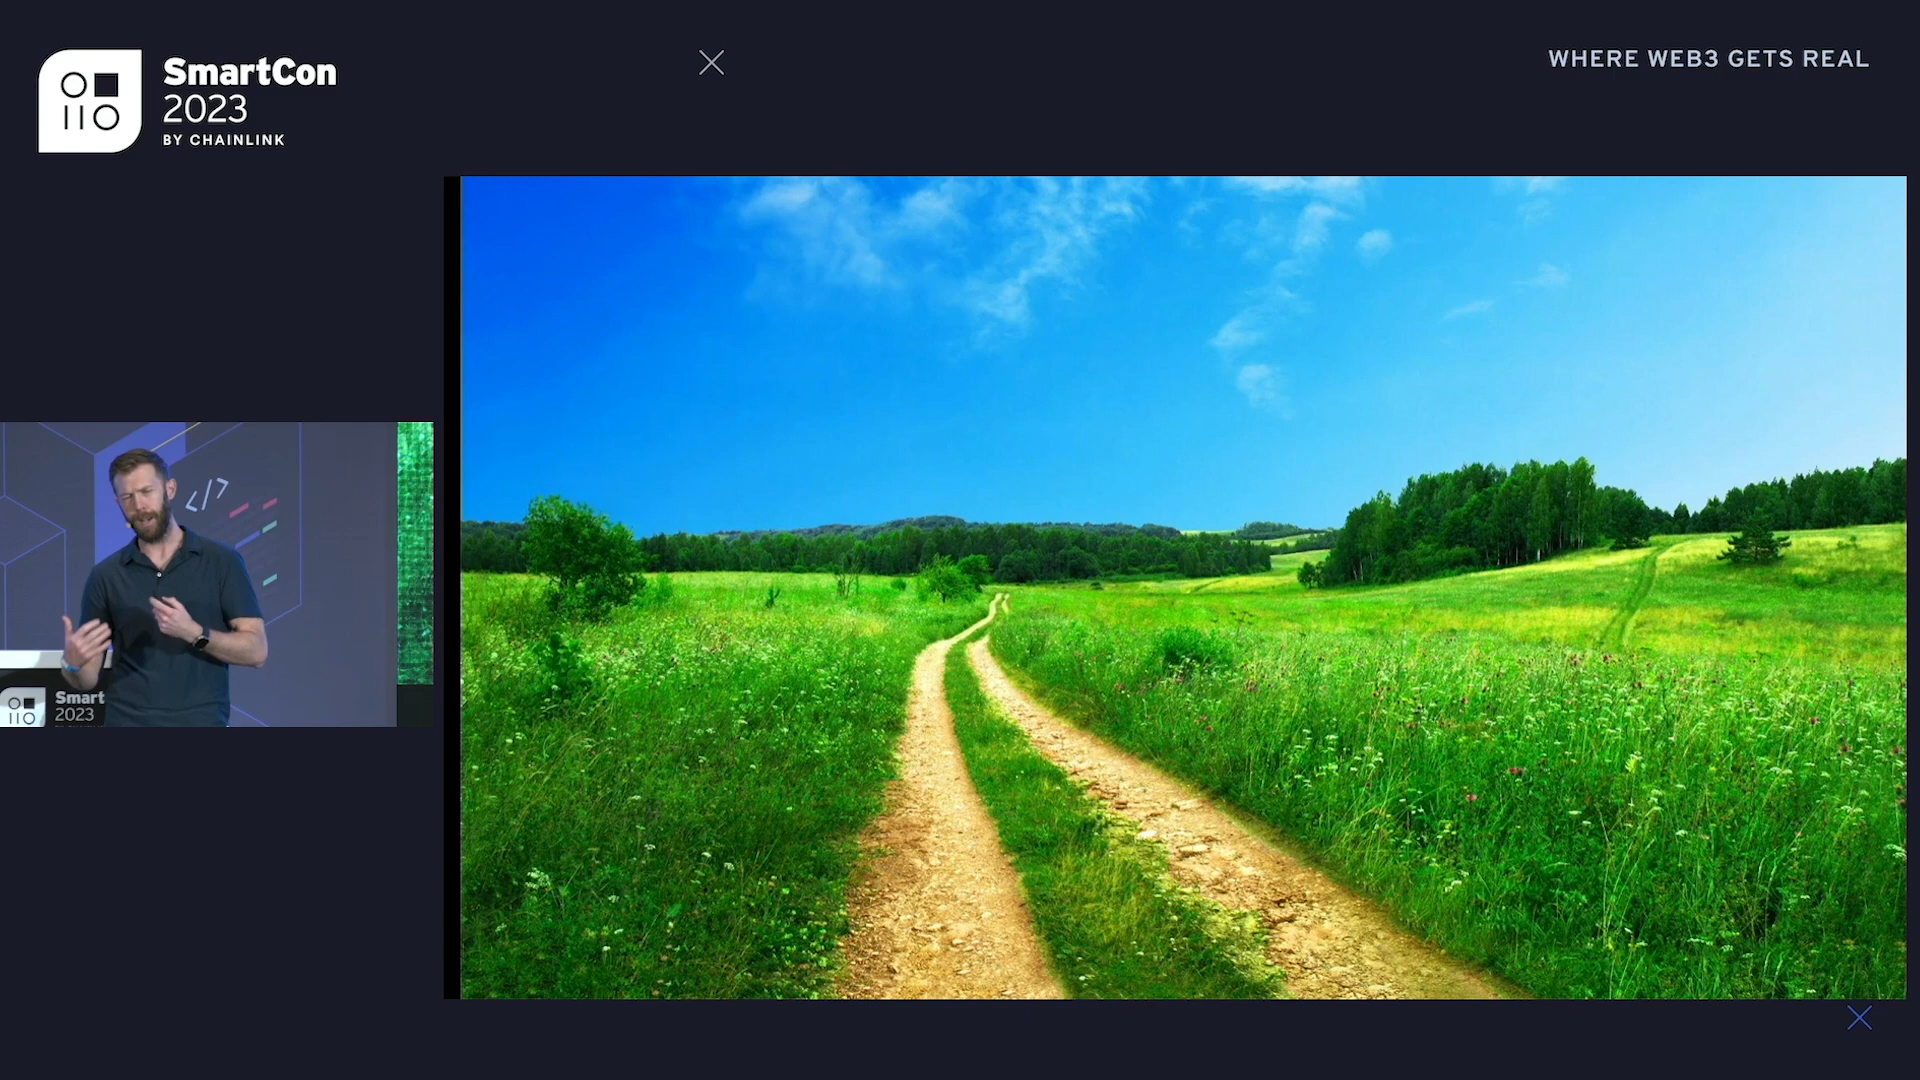 SmartCon
2023
BY CHAINLINK
WHERE WEB3 GETS REAL
</>
Smart
2023